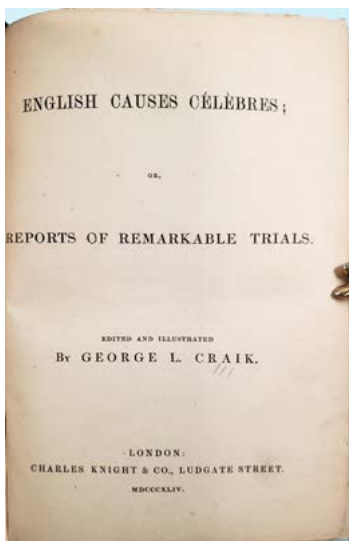 ENGLISH CAUSES CÉLÈBRES;
OR,
REPORTS OF REMARKABLE TRIALS.
EDITED AND ILLUSTRATED
BY GEORGE L. CRAIK.
LONDON:
CHARLES KNIGHT & CO., LUDGATE STREET.
MDCCCXLIV.